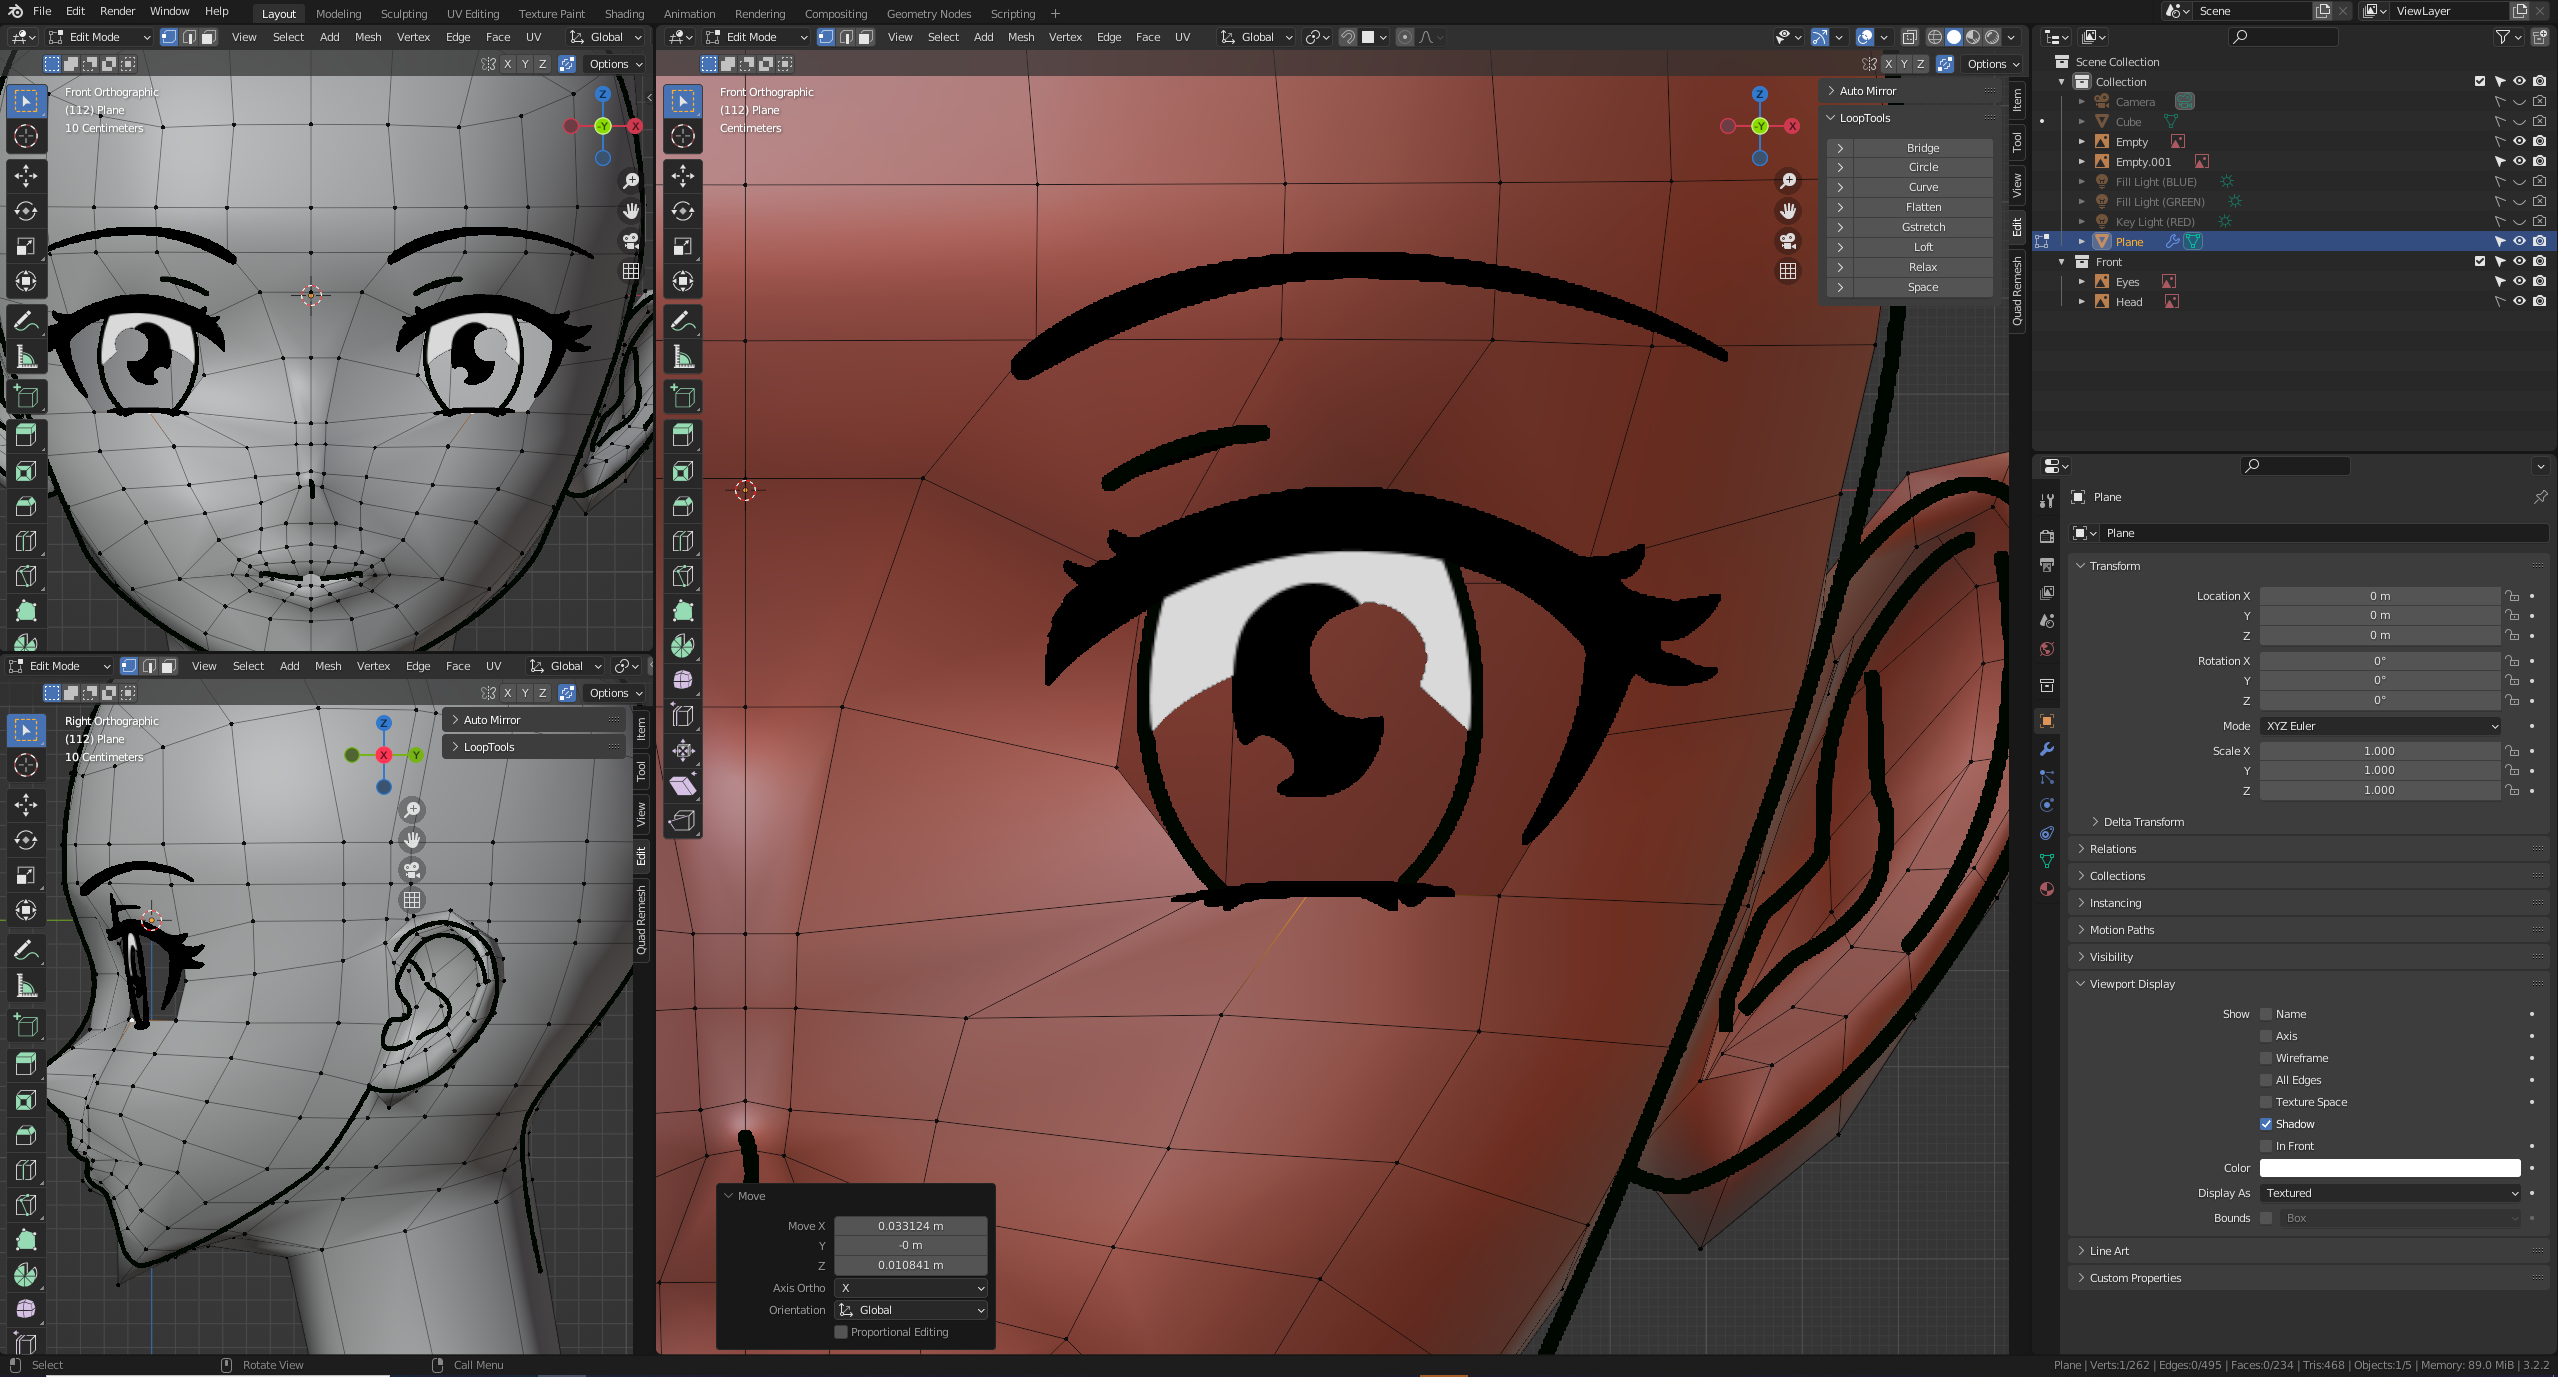 File Edit Render Window Help Layout Modeling Sculpting UV Editing Texture Paint Shading Animation Rendering Compositing Geometry Nodes Scripting Scene ViewLayer
Edit Mode View Select Add Mesh Vertex Edge Face UV Global
X Y Z Options
Front Orthographic
(112) Plane
10 Centimeters
Z
-Y X
Edit Mode View Select Add Mesh Vertex Edge Face UV Global
X Y Z Options
Right Orthographic
(112) Plane
10 Centimeters
Z
X Y
Auto Mirror
LoopTools
Item
Tool
View
Edit
Quad Remesh
Edit Mode View Select Add Mesh Vertex Edge Face UV Global
X Y Z Options
Front Orthographic
(112) Plane
Centimeters
Z
-Y X
Auto Mirror
LoopTools
Bridge
Circle
Curve
Flatten
Gstretch
Loft
Relax
Space
Item
Tool
View
Edit
Quad Remesh
Move
Move X 0.033124 m
Y -0 m
Z 0.010841 m
Axis Ortho X
Orientation Global
Proportional Editing
Scene Collection
Collection
Camera
Cube
Empty
Empty.001
Fill Light (BLUE)
Fill Light (GREEN)
Key Light (RED)
Plane
Front
Eyes
Head
Plane
Plane
Transform
Location X 0 m
Y 0 m
Z 0 m
Rotation X 0°
Y 0°
Z 0°
Mode XYZ Euler
Scale X 1.000
Y 1.000
Z 1.000
Delta Transform
Relations
Collections
Instancing
Motion Paths
Visibility
Viewport Display
Show Name
Axis
Wireframe
All Edges
Texture Space
Shadow
In Front
Color
Display As Textured
Bounds Box
Line Art
Custom Properties
Select Rotate View Call Menu Plane | Verts:1/262 | Edges:0/495 | Faces:0/234 | Tris:468 | Objects:1/5 | Memory: 89.0 MiB | 3.2.2